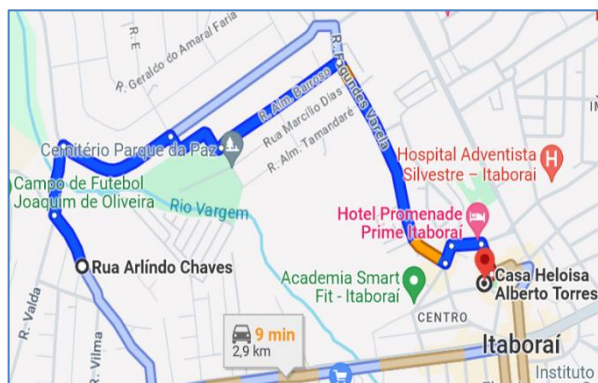 R. Geraldo do Amaral Faria
R. E
R. Fagundes Varela
R. Alm. Barroso
Rua Marcílio Dias
R. Alm. Tamandaré
Cemitério Parque da Paz
Campo de Futebol
Joaquim de Oliveira
Rio Vargem
Hospital Adventista
Silvestre – Itaborai
H
Hotel Promenade
Prime Itaboraí
Rua Arlíndo Chaves
Academia Smart
Fit - Itaboraí
Casa Heloisa
Alberto Torres
CENTRO
R. Valda
R. Vilma
9 min
2,9 km
Itaboraí
Instituto